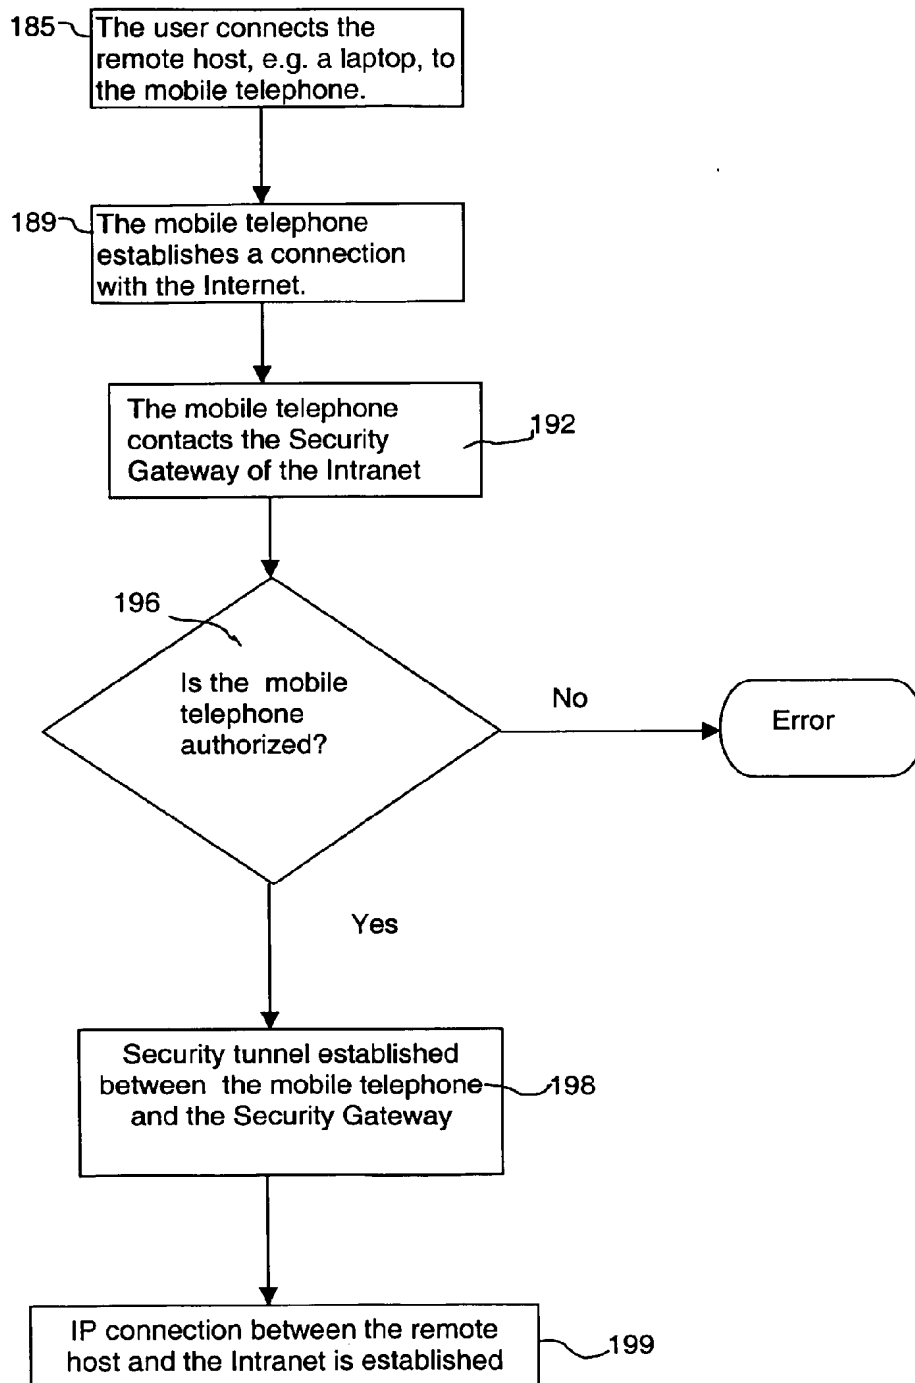 185
The user connects the
remote host, e.g. a laptop, to
the mobile telephone.
189
The mobile telephone
establishes a connection
with the Internet.
The mobile telephone
contacts the Security
Gateway of the Intranet
192
196
Is the mobile
telephone
authorized?
No
Error
Yes
Security tunnel established
between the mobile telephone
and the Security Gateway
198
IP connection between the remote
host and the Intranet is established
199